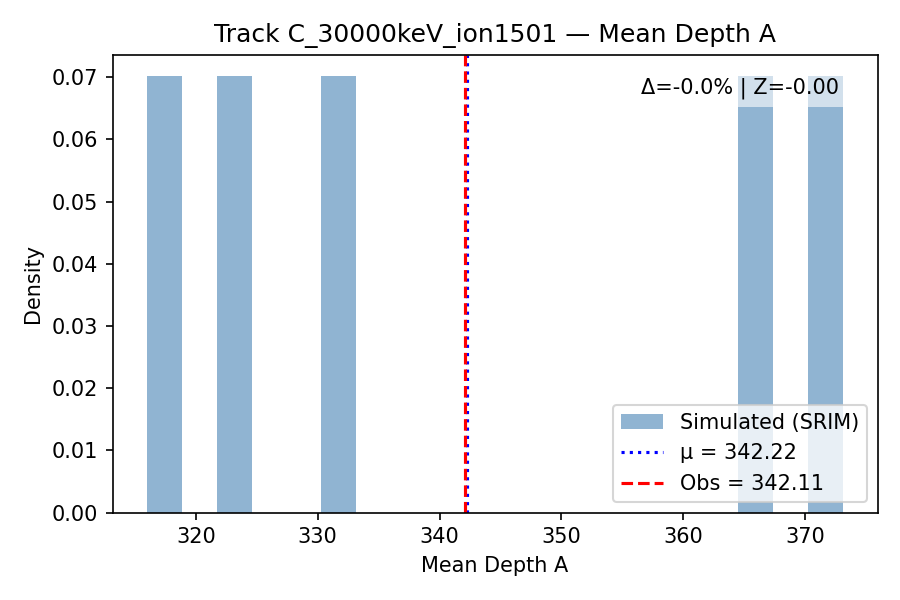 Track C_30000keV_ion1501 — Mean Depth A
Δ=-0.0% | Z=-0.00
Density
0.07
0.06
0.05
0.04
0.03
0.02
0.01
0.00
320
330
340
350
360
370
Mean Depth A
Simulated (SRIM)
μ = 342.22
Obs = 342.11